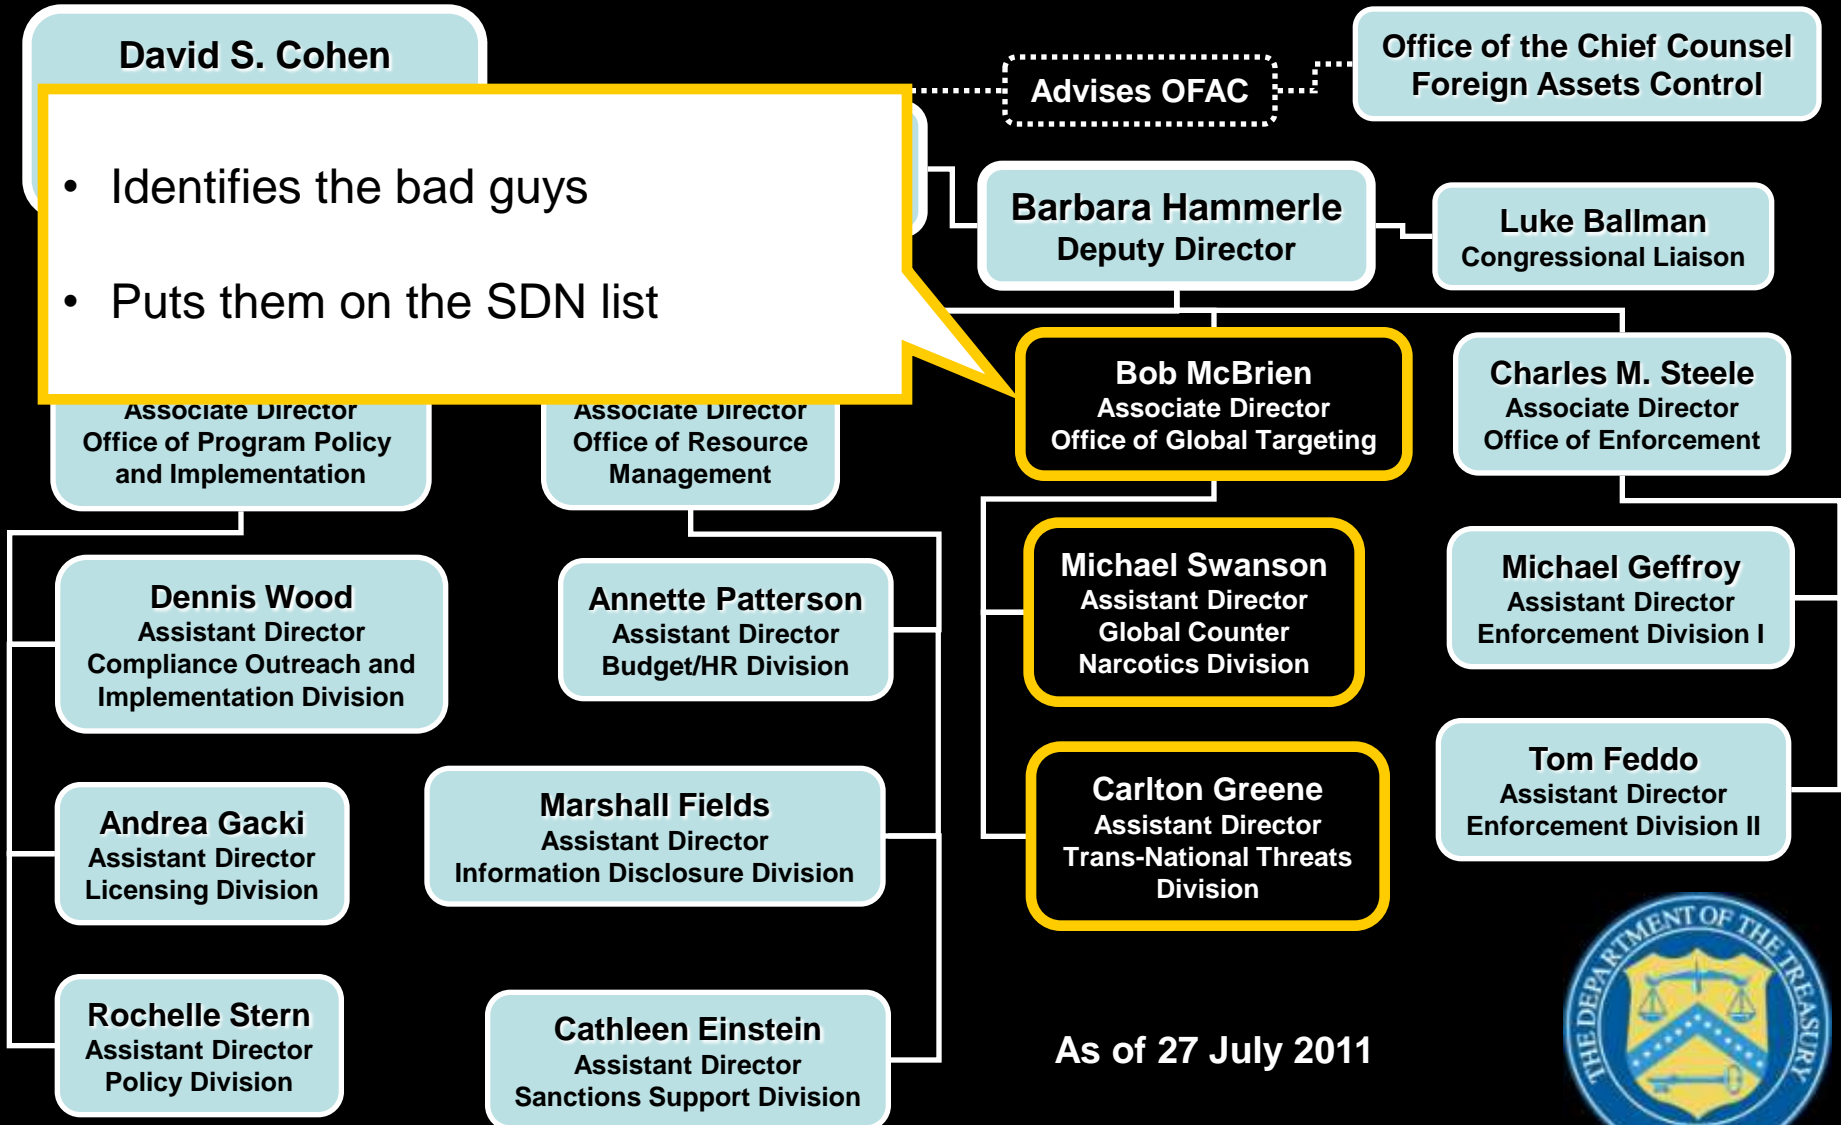 David S. Cohen
Advises OFAC
Office of the Chief Counsel
Foreign Assets Control
• Identifies the bad guys
• Puts them on the SDN list
Barbara Hammerle
Deputy Director
Luke Ballman
Congressional Liaison
Associate Director
Office of Program Policy
and Implementation
Associate Director
Office of Resource
Management
Bob McBrien
Associate Director
Office of Global Targeting
Charles M. Steele
Associate Director
Office of Enforcement
Dennis Wood
Assistant Director
Compliance Outreach and
Implementation Division
Annette Patterson
Assistant Director
Budget/HR Division
Michael Swanson
Assistant Director
Global Counter
Narcotics Division
Michael Geffroy
Assistant Director
Enforcement Division I
Andrea Gacki
Assistant Director
Licensing Division
Marshall Fields
Assistant Director
Information Disclosure Division
Carlton Greene
Assistant Director
Trans-National Threats
Division
Tom Feddo
Assistant Director
Enforcement Division II
Rochelle Stern
Assistant Director
Policy Division
Cathleen Einstein
Assistant Director
Sanctions Support Division
As of 27 July 2011
THE DEPARTMENT OF THE TREASURY